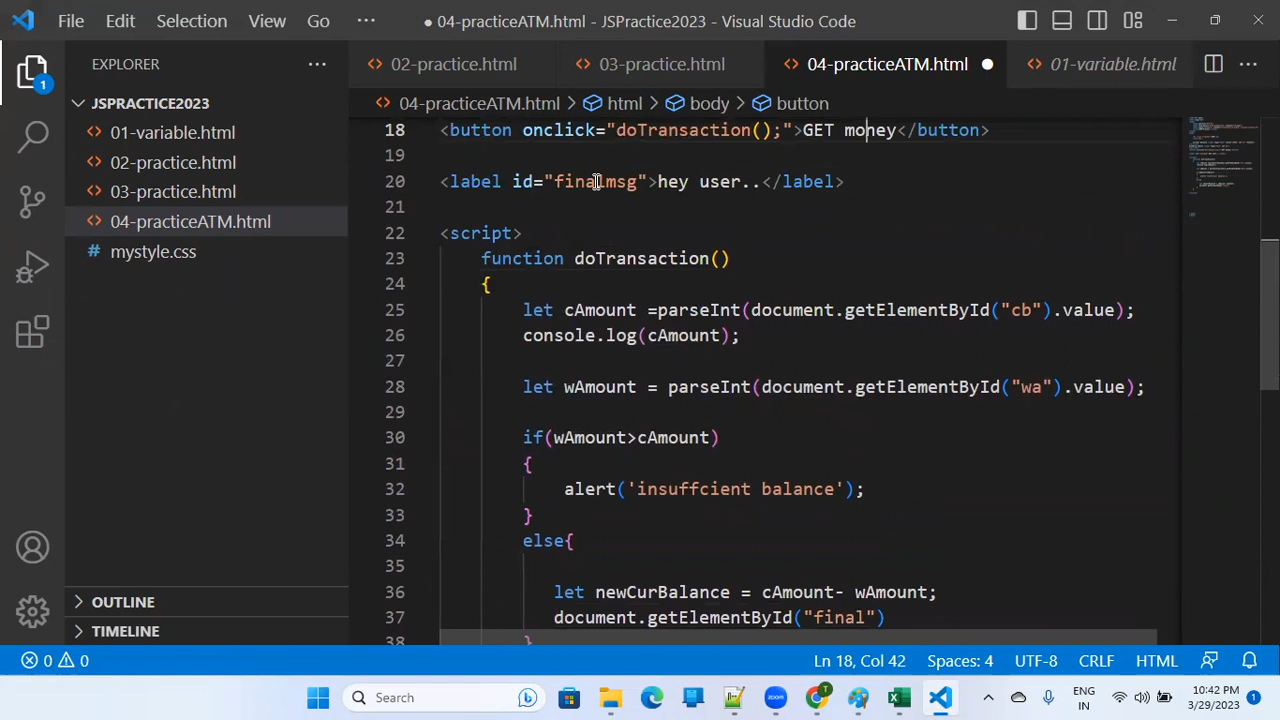 File Edit Selection View Go ··· ● 04-practiceATM.html - JSPractice2023 - Visual Studio Code
EXPLORER ···
02-practice.html 03-practice.html 04-practiceATM.html ● 01-variable.html ···
JSPRACTICE2023
01-variable.html
02-practice.html
03-practice.html
04-practiceATM.html
mystyle.css
OUTLINE
TIMELINE
1
04-practiceATM.html > html > body > button
18 <button onclick="doTransaction();">GET money</button>
19
20 <label id="finalmsg">hey user..</label>
21
22 <script>
23 function doTransaction()
24 {
25 let cAmount =parseInt(document.getElementById("cb").value);
26 console.log(cAmount);
27
28 let wAmount = parseInt(document.getElementById("wa").value);
29
30 if(wAmount>cAmount)
31 {
32 alert('insuffcient balance');
33 }
34 else{
35
36 let newCurBalance = cAmount- wAmount;
37 document.getElementById("final")
38 }
0 0 Ln 18, Col 42 Spaces: 4 UTF-8 CRLF HTML
Search zoom ENG IN 10:42 PM 3/29/2023 1